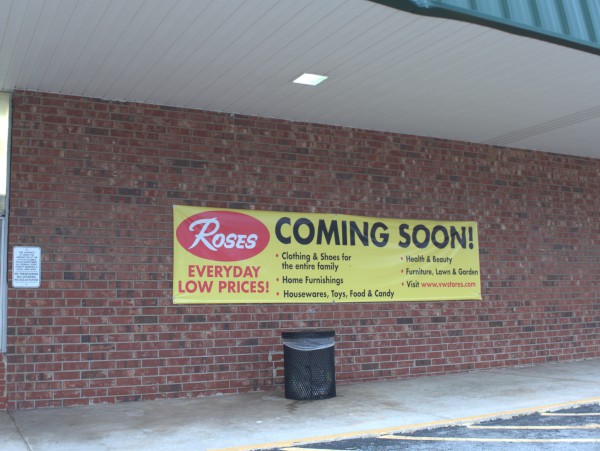 ROSES
EVERYDAY
LOW PRICES!
COMING SOON!
• Clothing & Shoes for
the entire family
• Home Furnishings
• Housewares, Toys, Food & Candy
• Health & Beauty
• Furniture, Lawn & Garden
• Visit www.vwstores.com